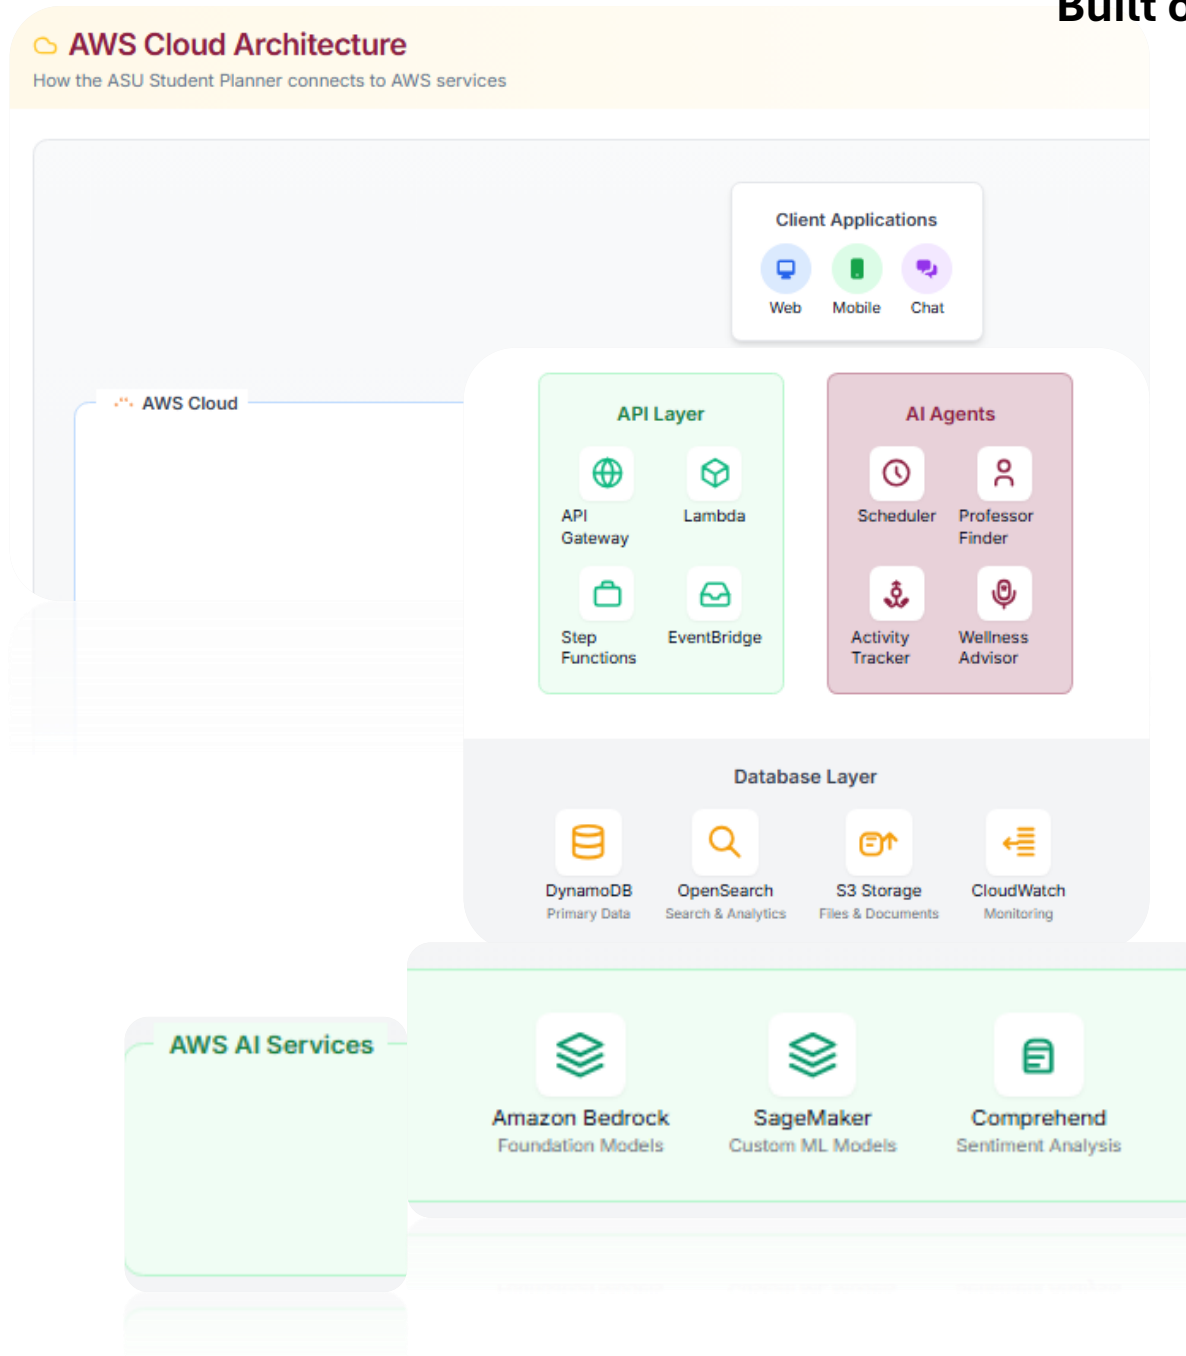 Built o
AWS Cloud Architecture
How the ASU Student Planner connects to AWS services
Client Applications
Web
Mobile
Chat
AWS Cloud
API Layer
API
Gateway
Lambda
Step
Functions
EventBridge
AI Agents
Scheduler
Professor
Finder
Activity
Tracker
Wellness
Advisor
Database Layer
DynamoDB
Primary Data
OpenSearch
Search & Analytics
S3 Storage
Files & Documents
CloudWatch
Monitoring
AWS AI Services
Amazon Bedrock
Foundation Models
SageMaker
Custom ML Models
Comprehend
Sentiment Analysis